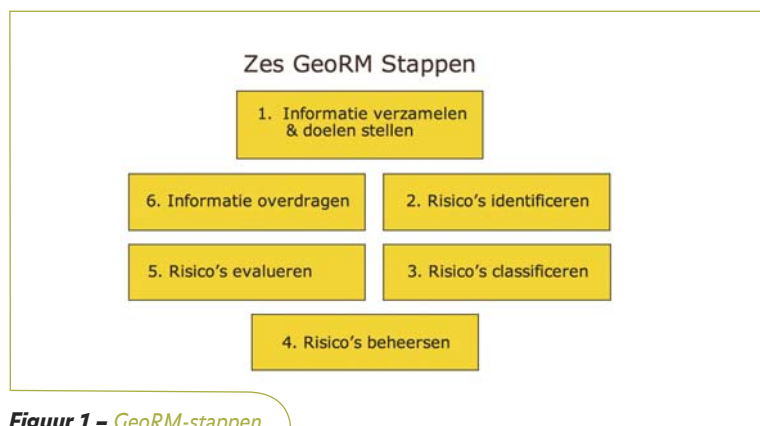 Zes GeoRM Stappen
1. Informatie verzamelen
& doelen stellen
6. Informatie overdragen
2. Risico's identificeren
5. Risico's evalueren
3. Risico's classificeren
4. Risico's beheersen
Figuur 1 – GeoRM-stappen